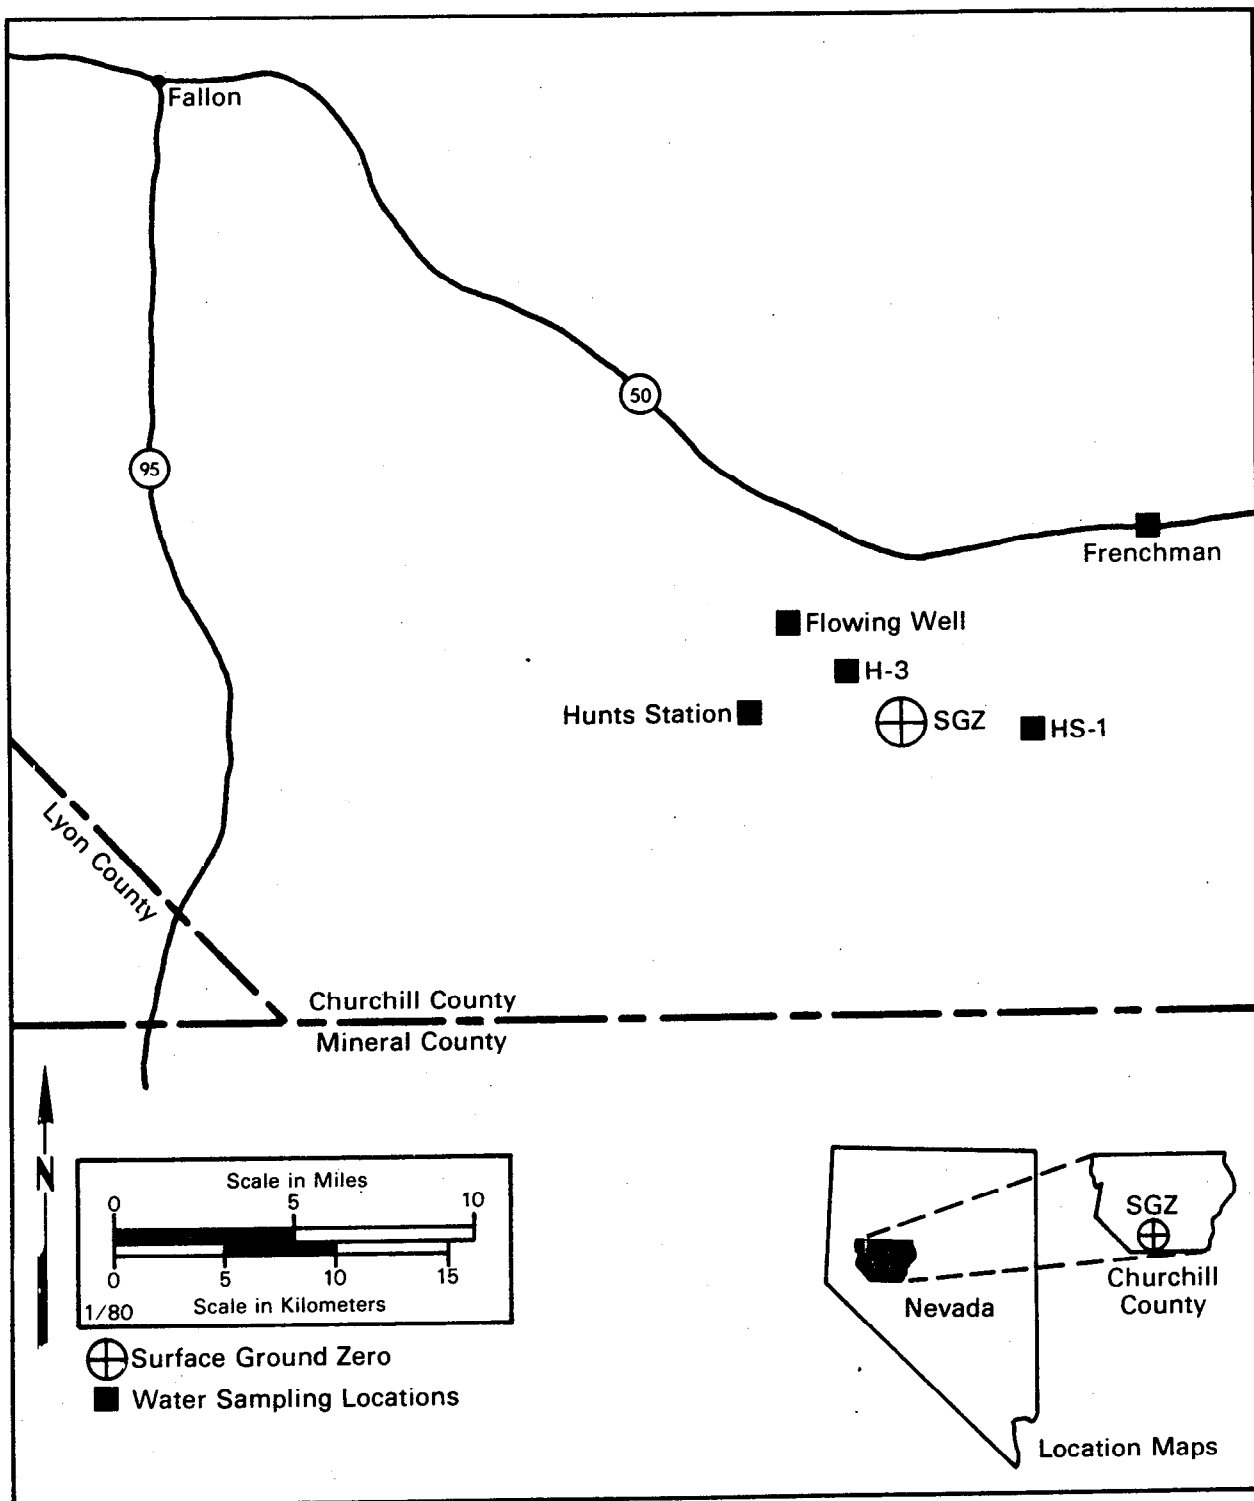 Fallon
50
95
Frenchman
Flowing Well
H-3
Hunts Station
SGZ
HS-1
Lyon County
Churchill County
Mineral County
N
Scale in Miles
0 5 10
0 5 10 15
Scale in Kilometers
1/80
Surface Ground Zero
Water Sampling Locations
SGZ
Churchill
County
Nevada
Location Maps